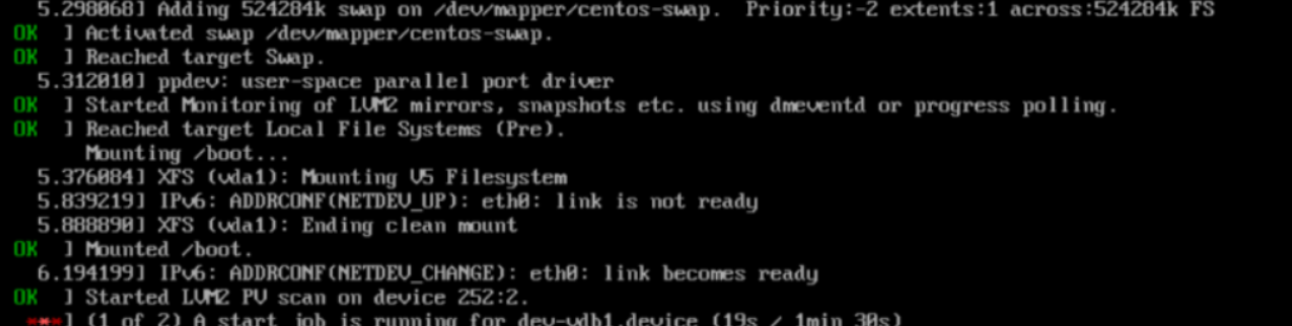 5.298068] Adding 524284k swap on /dev/mapper/centos-swap.  Priority:-2 extents:1 across:524284k FS
OK  ] Activated swap /dev/mapper/centos-swap.
OK  ] Reached target Swap.
5.312010] ppdev: user-space parallel port driver
OK  ] Started Monitoring of LVM2 mirrors, snapshots etc. using dmeventd or progress polling.
OK  ] Reached target Local File Systems (Pre).
Mounting /boot...
5.376084] XFS (vda1): Mounting V5 Filesystem
5.839219] IPv6: ADDRCONF(NETDEV_UP): eth0: link is not ready
5.888890] XFS (vda1): Ending clean mount
OK  ] Mounted /boot.
6.194199] IPv6: ADDRCONF(NETDEV_CHANGE): eth0: link becomes ready
OK  ] Started LVM2 PV scan on device 252:2.
***] (1 of 2) A start job is running for dev-vdb1.device (19s / 1min 30s)